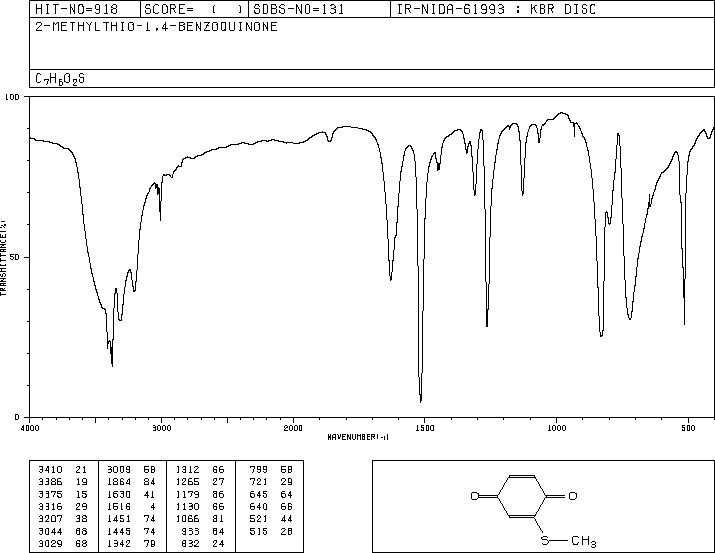 HIT-NO=918 SCORE= ( ) SDBS-NO=131 IR-NIDA-61993 : KBR DISC
2-METHYLTHIO-1,4-BENZOQUINONE
C7H6O2S
100
50
0
TRANSMITTANCE(%)
4000 3000 2000 1500 1000 500
WAVENUMBER(-1)
3410 21 3009 58 1312 66 799 58
3386 19 1864 84 1265 27 721 29
3375 15 1630 41 1179 86 645 64
3316 29 1516 4 1130 66 640 66
3207 38 1451 74 1066 81 521 44
3044 68 1445 74 933 84 515 28
3029 68 1342 79 832 24
O O
S CH3